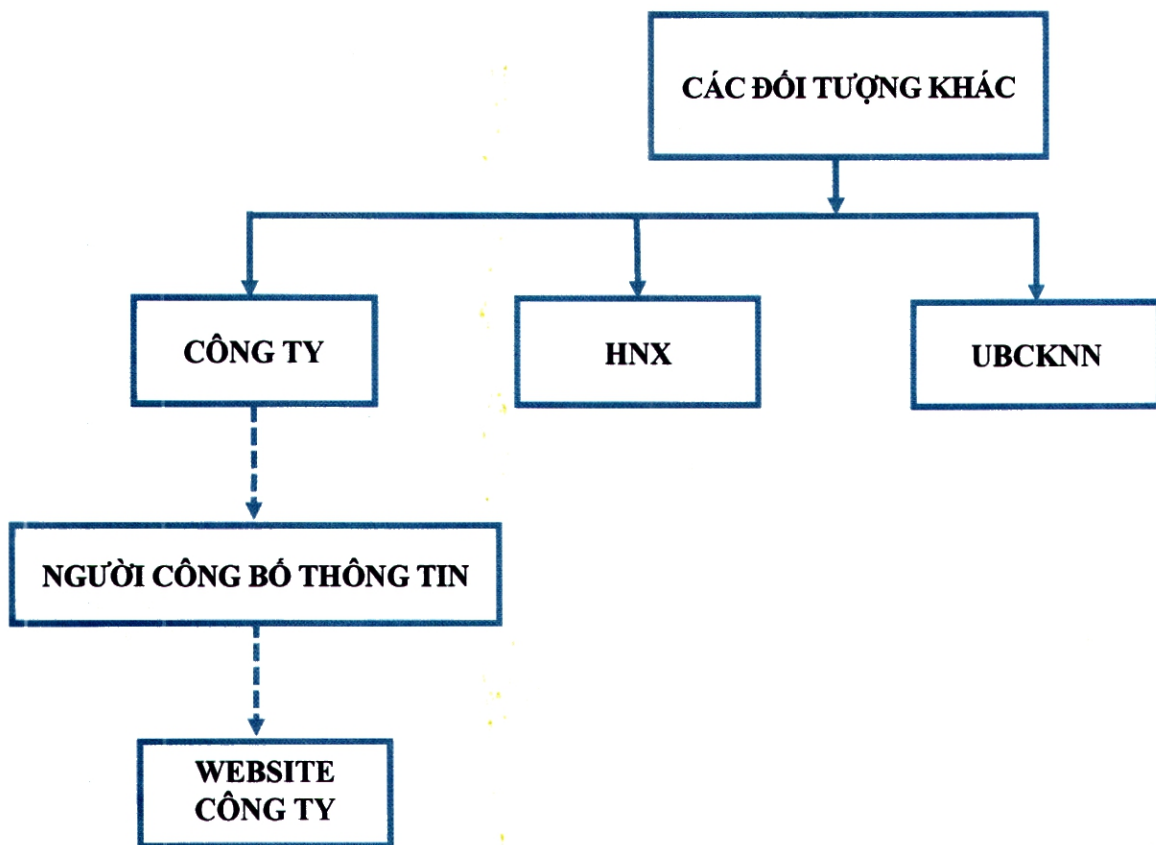 CÁC ĐỐI TƯỢNG KHÁC
CÔNG TY
HNX
UBCKNN
NGƯỜI CÔNG BỐ THÔNG TIN
WEBSITE
CÔNG TY